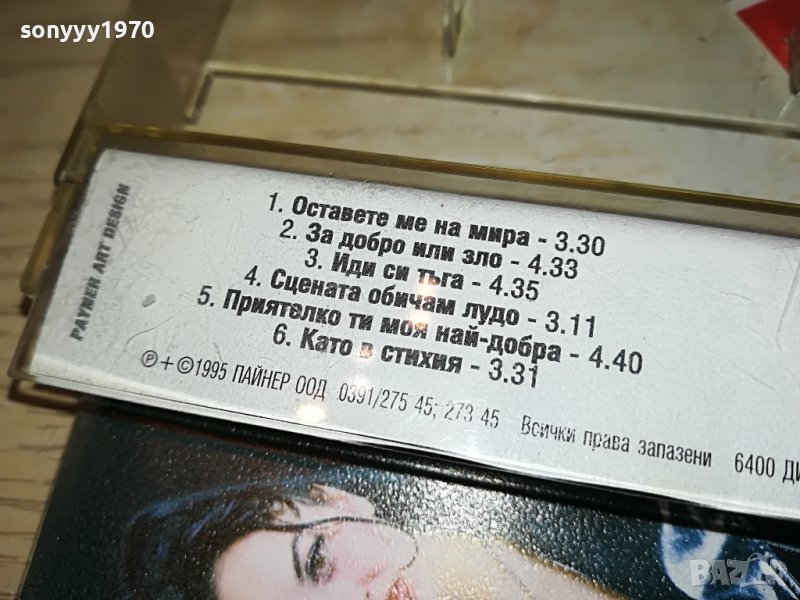 sonyyy1970
PAYNER ART DESIGN
1. Оставете ме на мира - 3.30
2. За добро или зло - 4.33
3. Иди си тъга - 4.35
4. Сцената обичам лудо - 3.11
5. Приятелко ти моя най-добра - 4.40
6. Като в стихия - 3.31
℗+©1995 ПАЙНЕР ООД 0391/275 45; 273 45 Всички права запазени 6400 ДИ
BAZAR